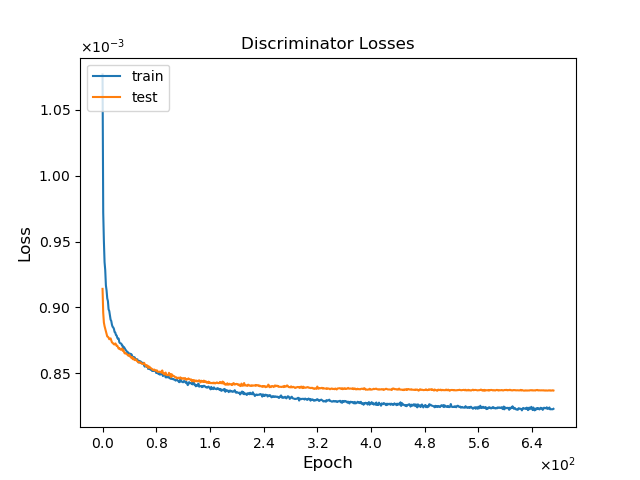 Discriminator Losses
×10⁻³
train
test
1.05
1.00
0.95
0.90
0.85
Loss
0.0 0.8 1.6 2.4 3.2 4.0 4.8 5.6 6.4
Epoch
×10²